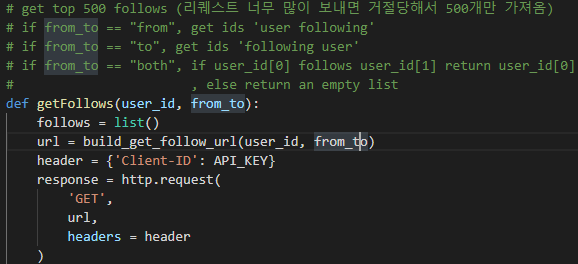 # get top 500 follows (리퀘스트 너무 많이 보내면 거절당해서 500개만 가져옴)
# if from_to == "from", get ids 'user following'
# if from_to == "to", get ids 'following user'
# if from_to == "both", if user_id[0] follows user_id[1] return user_id[0]
#                     , else return an empty list
def getFollows(user_id, from_to):
    follows = list()
    url = build_get_follow_url(user_id, from_to)
    header = {'Client-ID': API_KEY}
    response = http.request(
        'GET',
        url,
        headers = header
    )